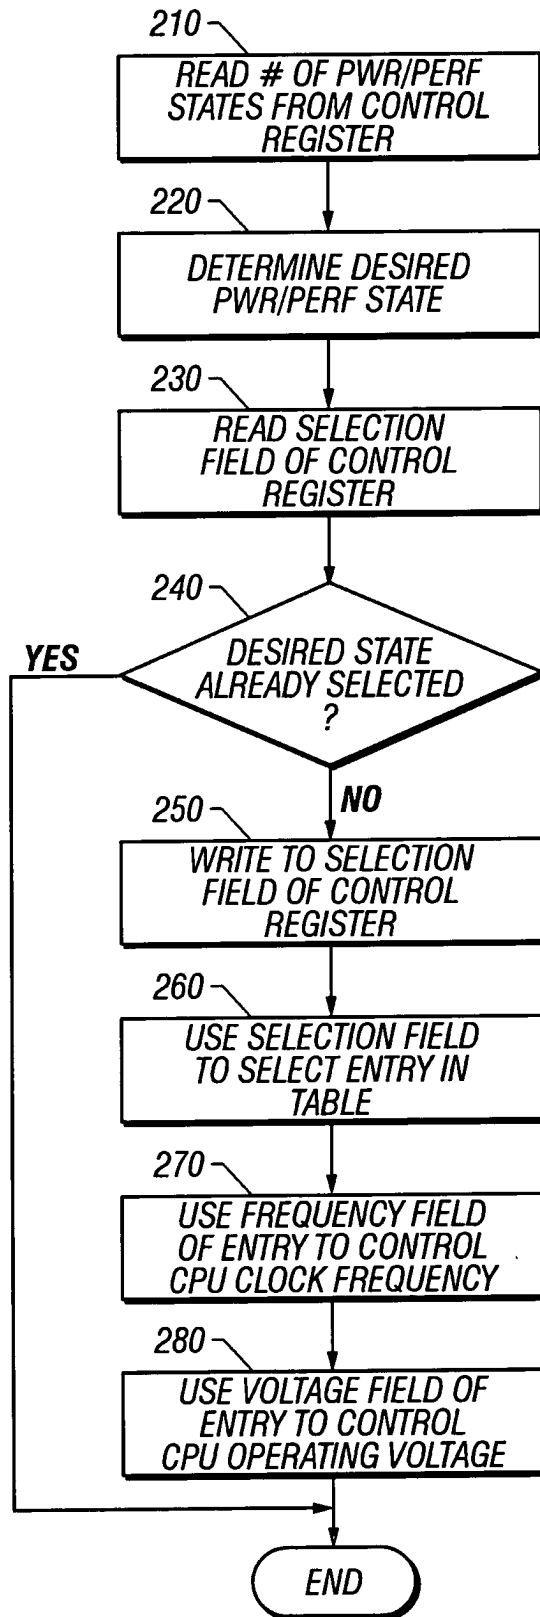 210
READ # OF PWR/PERF
STATES FROM CONTROL
REGISTER
220
DETERMINE DESIRED
PWR/PERF STATE
230
READ SELECTION
FIELD OF CONTROL
REGISTER
240
YES
DESIRED STATE
ALREADY SELECTED
?
NO
250
WRITE TO SELECTION
FIELD OF CONTROL
REGISTER
260
USE SELECTION FIELD
TO SELECT ENTRY IN
TABLE
270
USE FREQUENCY FIELD
OF ENTRY TO CONTROL
CPU CLOCK FREQUENCY
280
USE VOLTAGE FIELD OF
ENTRY TO CONTROL
CPU OPERATING VOLTAGE
END